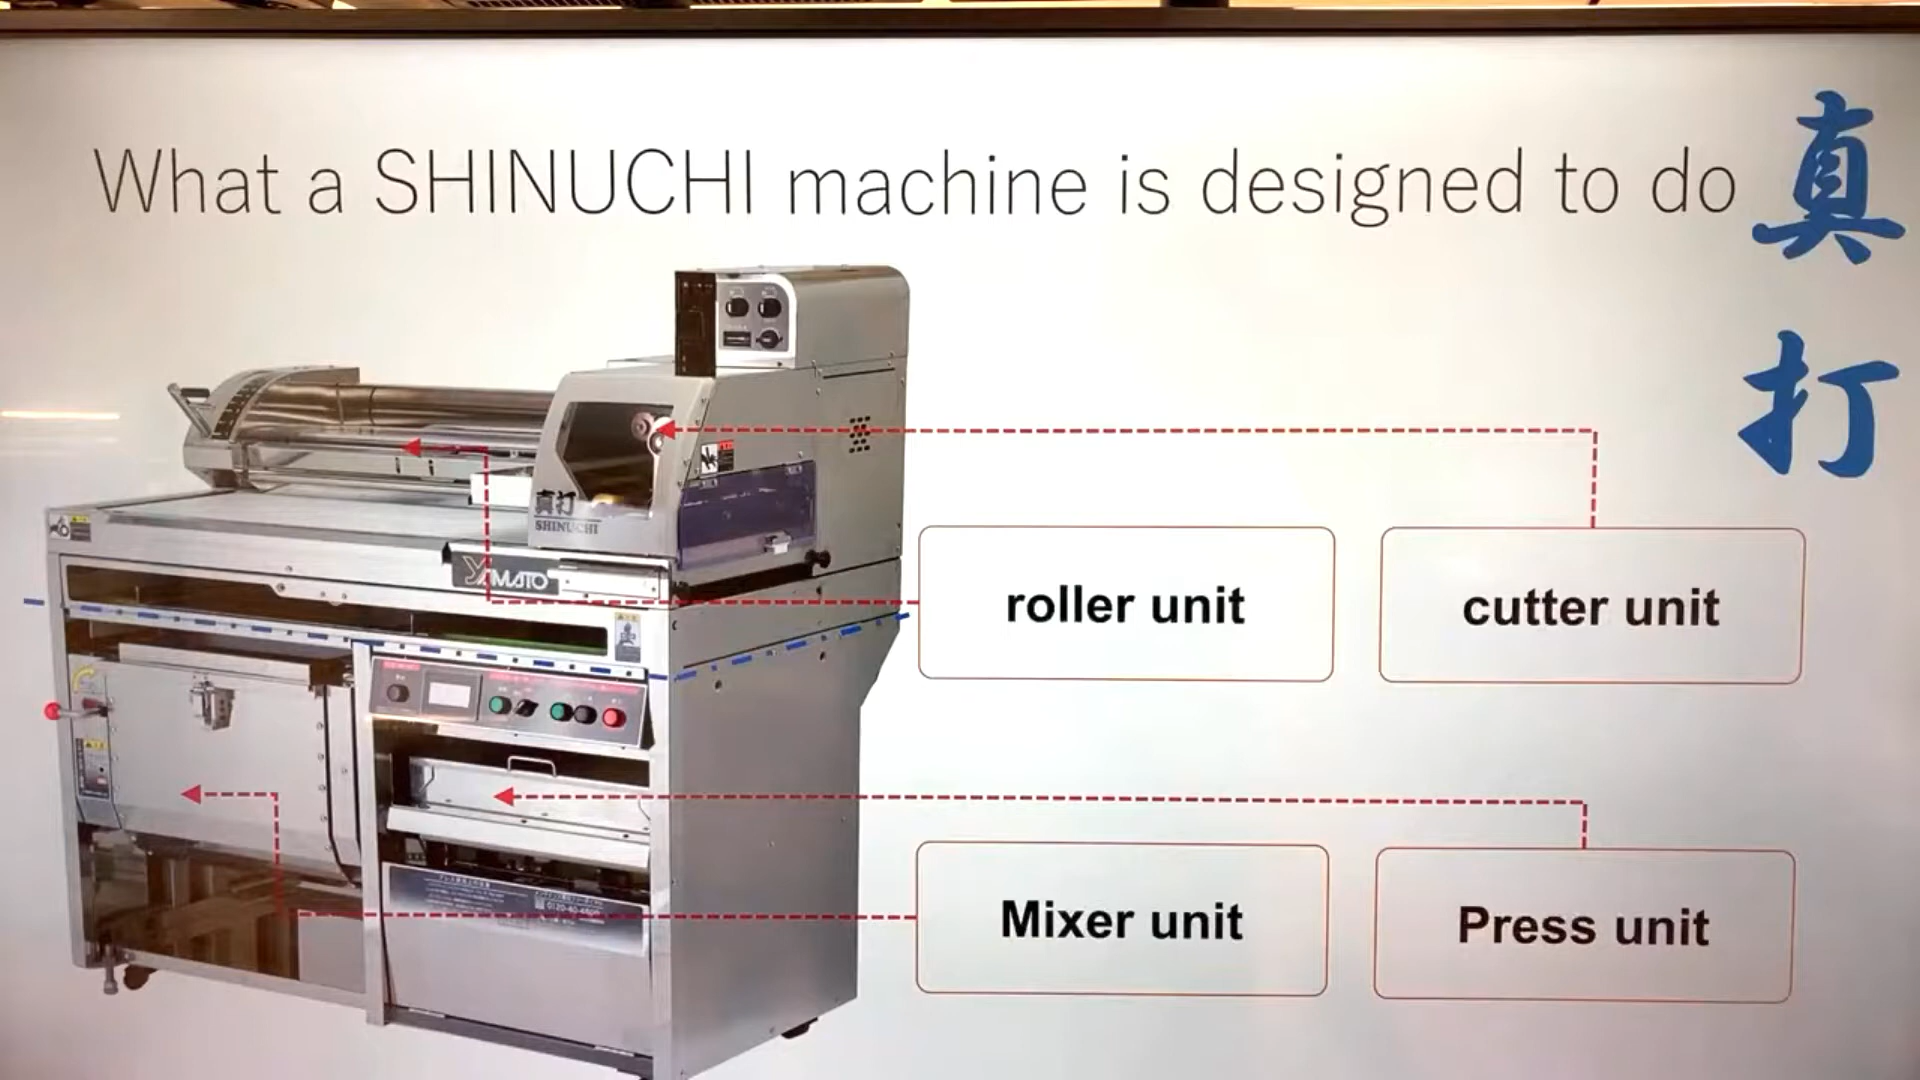 What a SHINUCHI machine is designed to do
真打
真打
SHINUCHI
YAMATO
roller unit
cutter unit
Mixer unit
Press unit